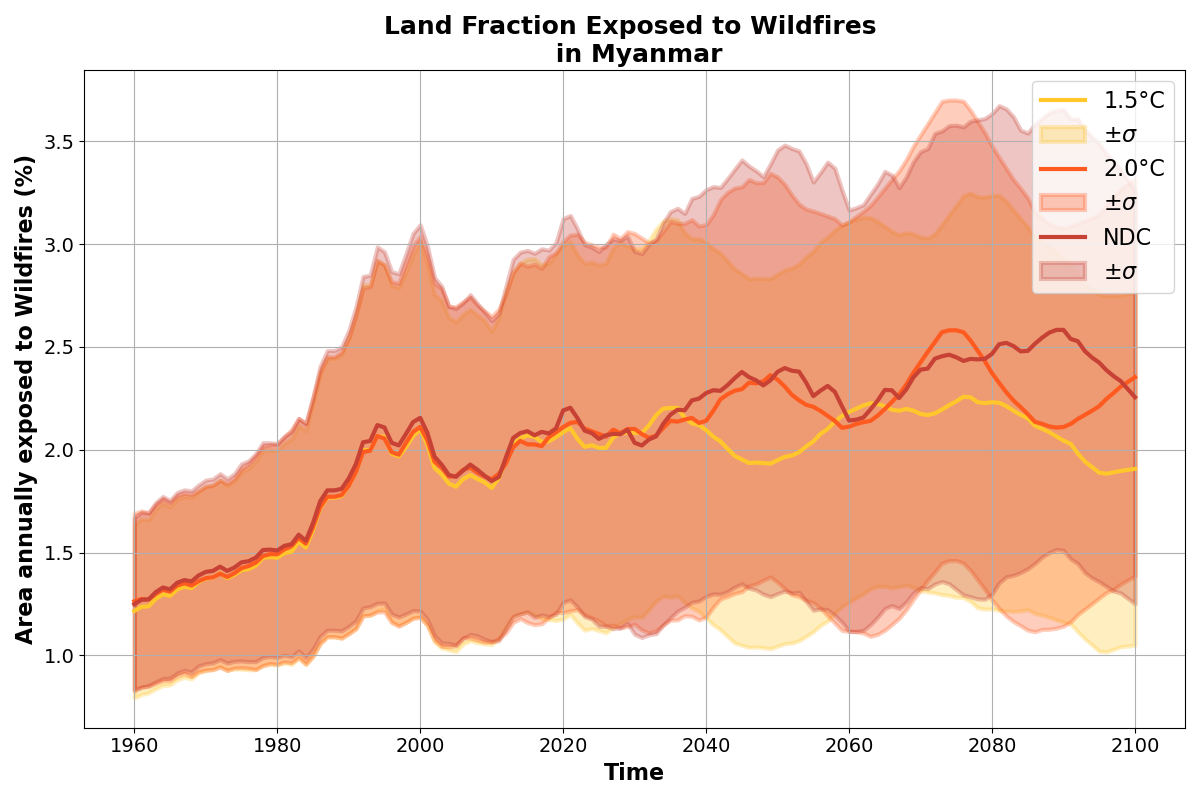 Land Fraction Exposed to Wildfires
in Myanmar
Area annually exposed to Wildfires (%)
3.5
3.0
2.5
2.0
1.5
1.0
1960
1980
2000
2020
2040
2060
2080
2100
Time
1.5°C
±σ
2.0°C
±σ
NDC
±σ